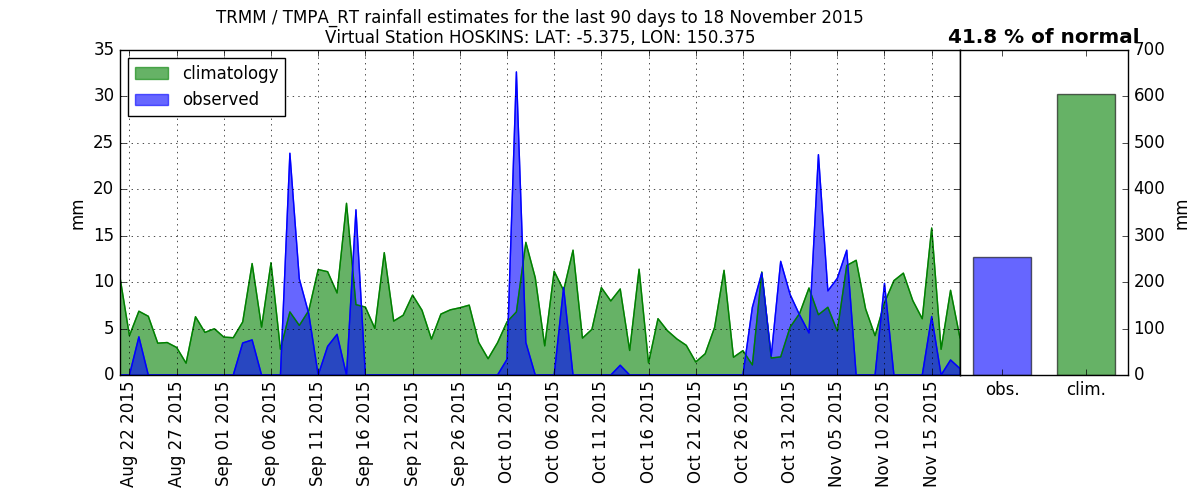 TRMM / TMPA_RT rainfall estimates for the last 90 days to 18 November 2015
Virtual Station HOSKINS: LAT: -5.375, LON: 150.375
41.8 % of normal
climatology
observed
35
30
25
20
15
10
5
0
mm
700
600
500
400
300
200
100
0
mm
Aug 22 2015
Aug 27 2015
Sep 01 2015
Sep 06 2015
Sep 11 2015
Sep 16 2015
Sep 21 2015
Sep 26 2015
Oct 01 2015
Oct 06 2015
Oct 11 2015
Oct 16 2015
Oct 21 2015
Oct 26 2015
Oct 31 2015
Nov 05 2015
Nov 10 2015
Nov 15 2015
obs.
clim.